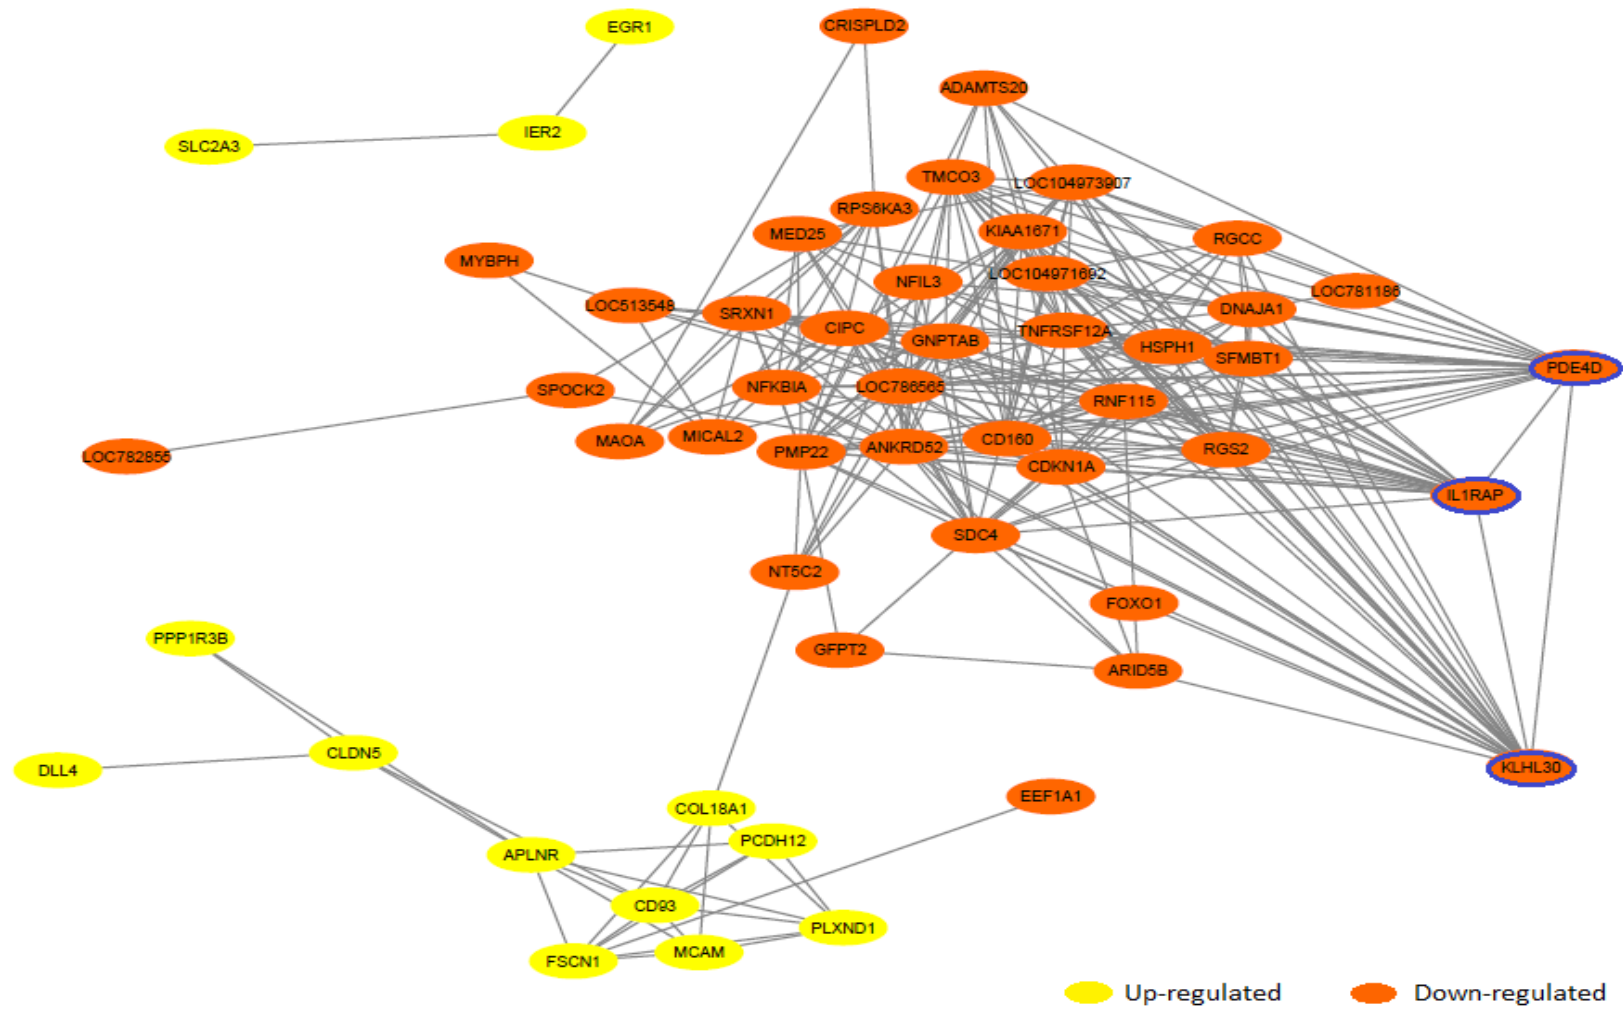 EGR1
CRISPLD2
ADAMTS20
IER2
SLC2A3
TMCO3
LOC104973907
RPS6KA3
MED25
KIAA1671
RGCC
MYBPH
NFIL3
LOC104971692
LOC781186
LOC513548
SRXN1
DNAJA1
CIPC
TNFRSF12A
GNPTAB
HSPH1
SFMBT1
PDE4D
SPOCK2
NFKBIA
LOC786565
RNF115
MAOA
MICAL2
CD160
PMP22
ANKRD52
RGS2
LOC782855
CDKN1A
IL1RAP
SDC4
NT5C2
FOXO1
PPP1R3B
GFPT2
ARID5B
CLDN5
DLL4
KLHL30
EEF1A1
COL18A1
PCDH12
APLNR
CD93
PLXND1
MCAM
FSCN1
Up-regulated
Down-regulated